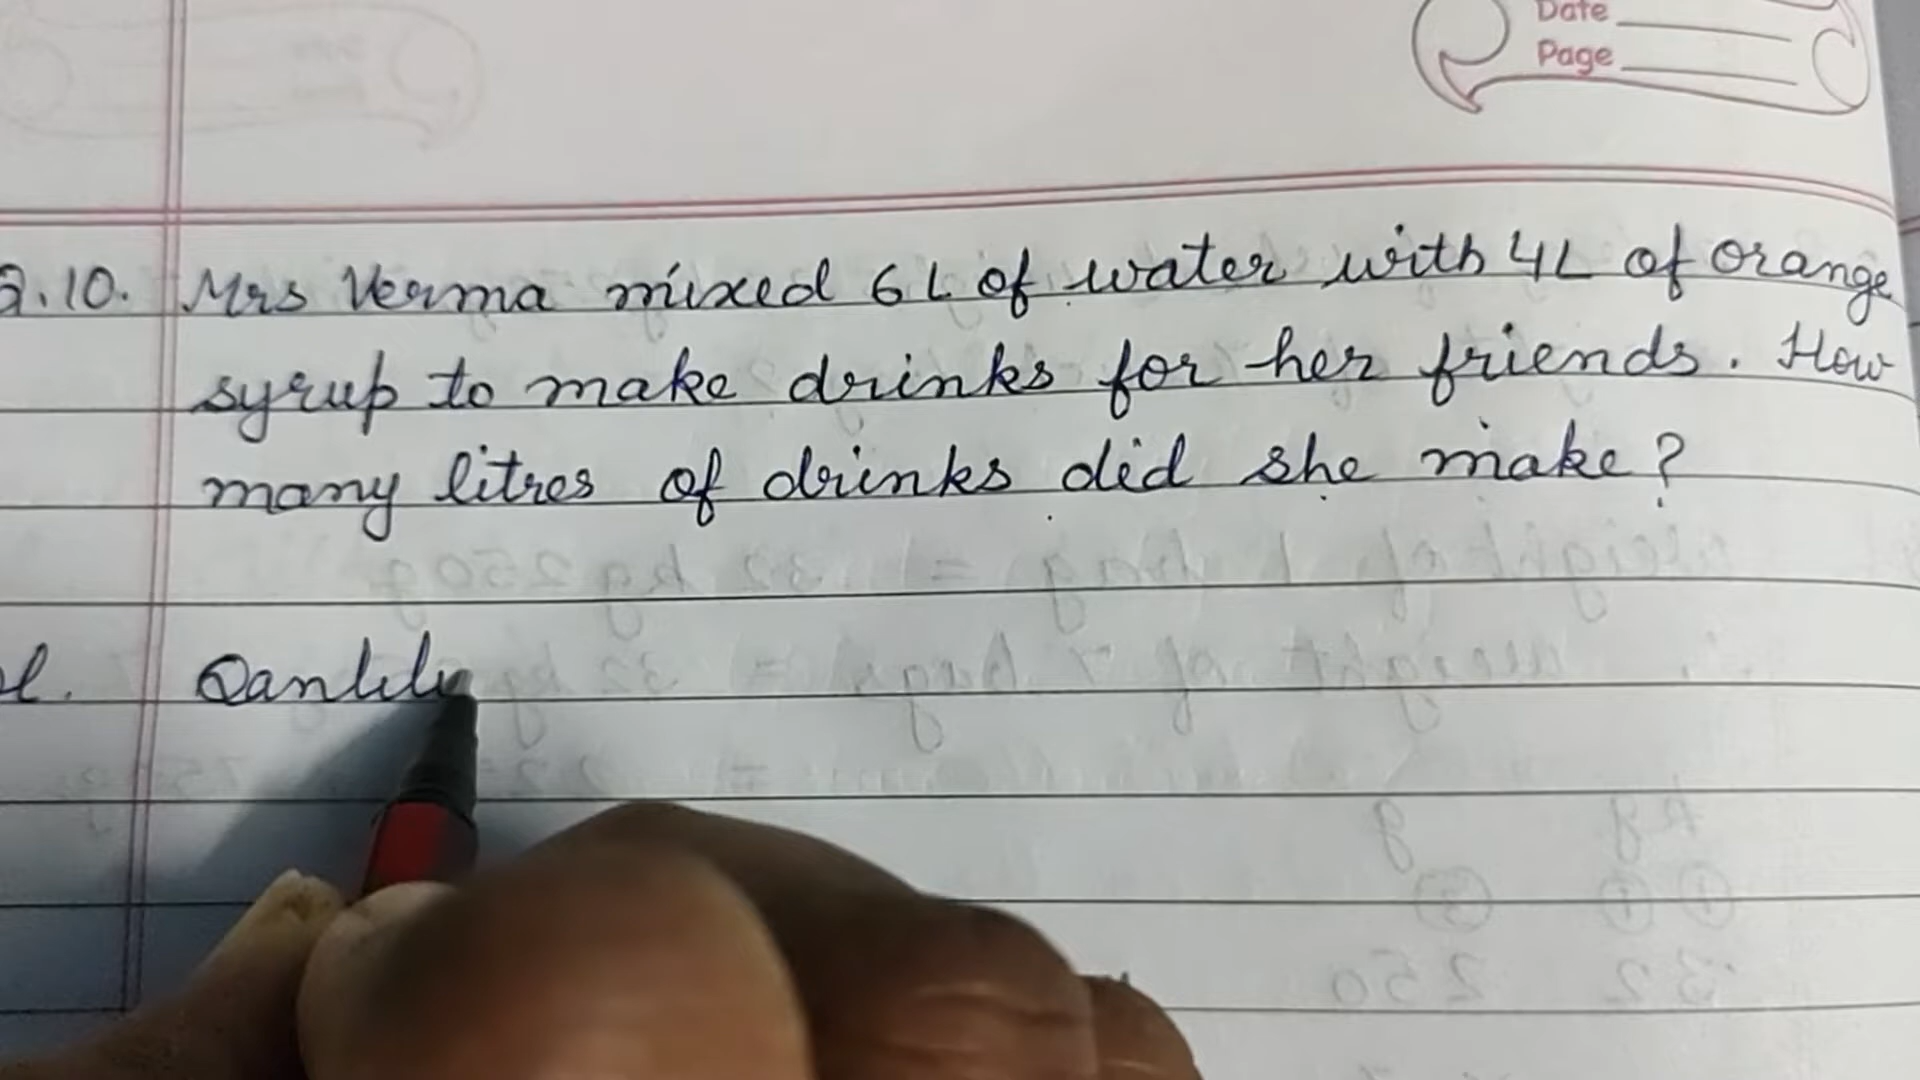 Date
Page
Q.10. Mrs Verma mixed 6L of water with 4L of orange
syrup to make drinks for her friends. How
many litres of drinks did she make?